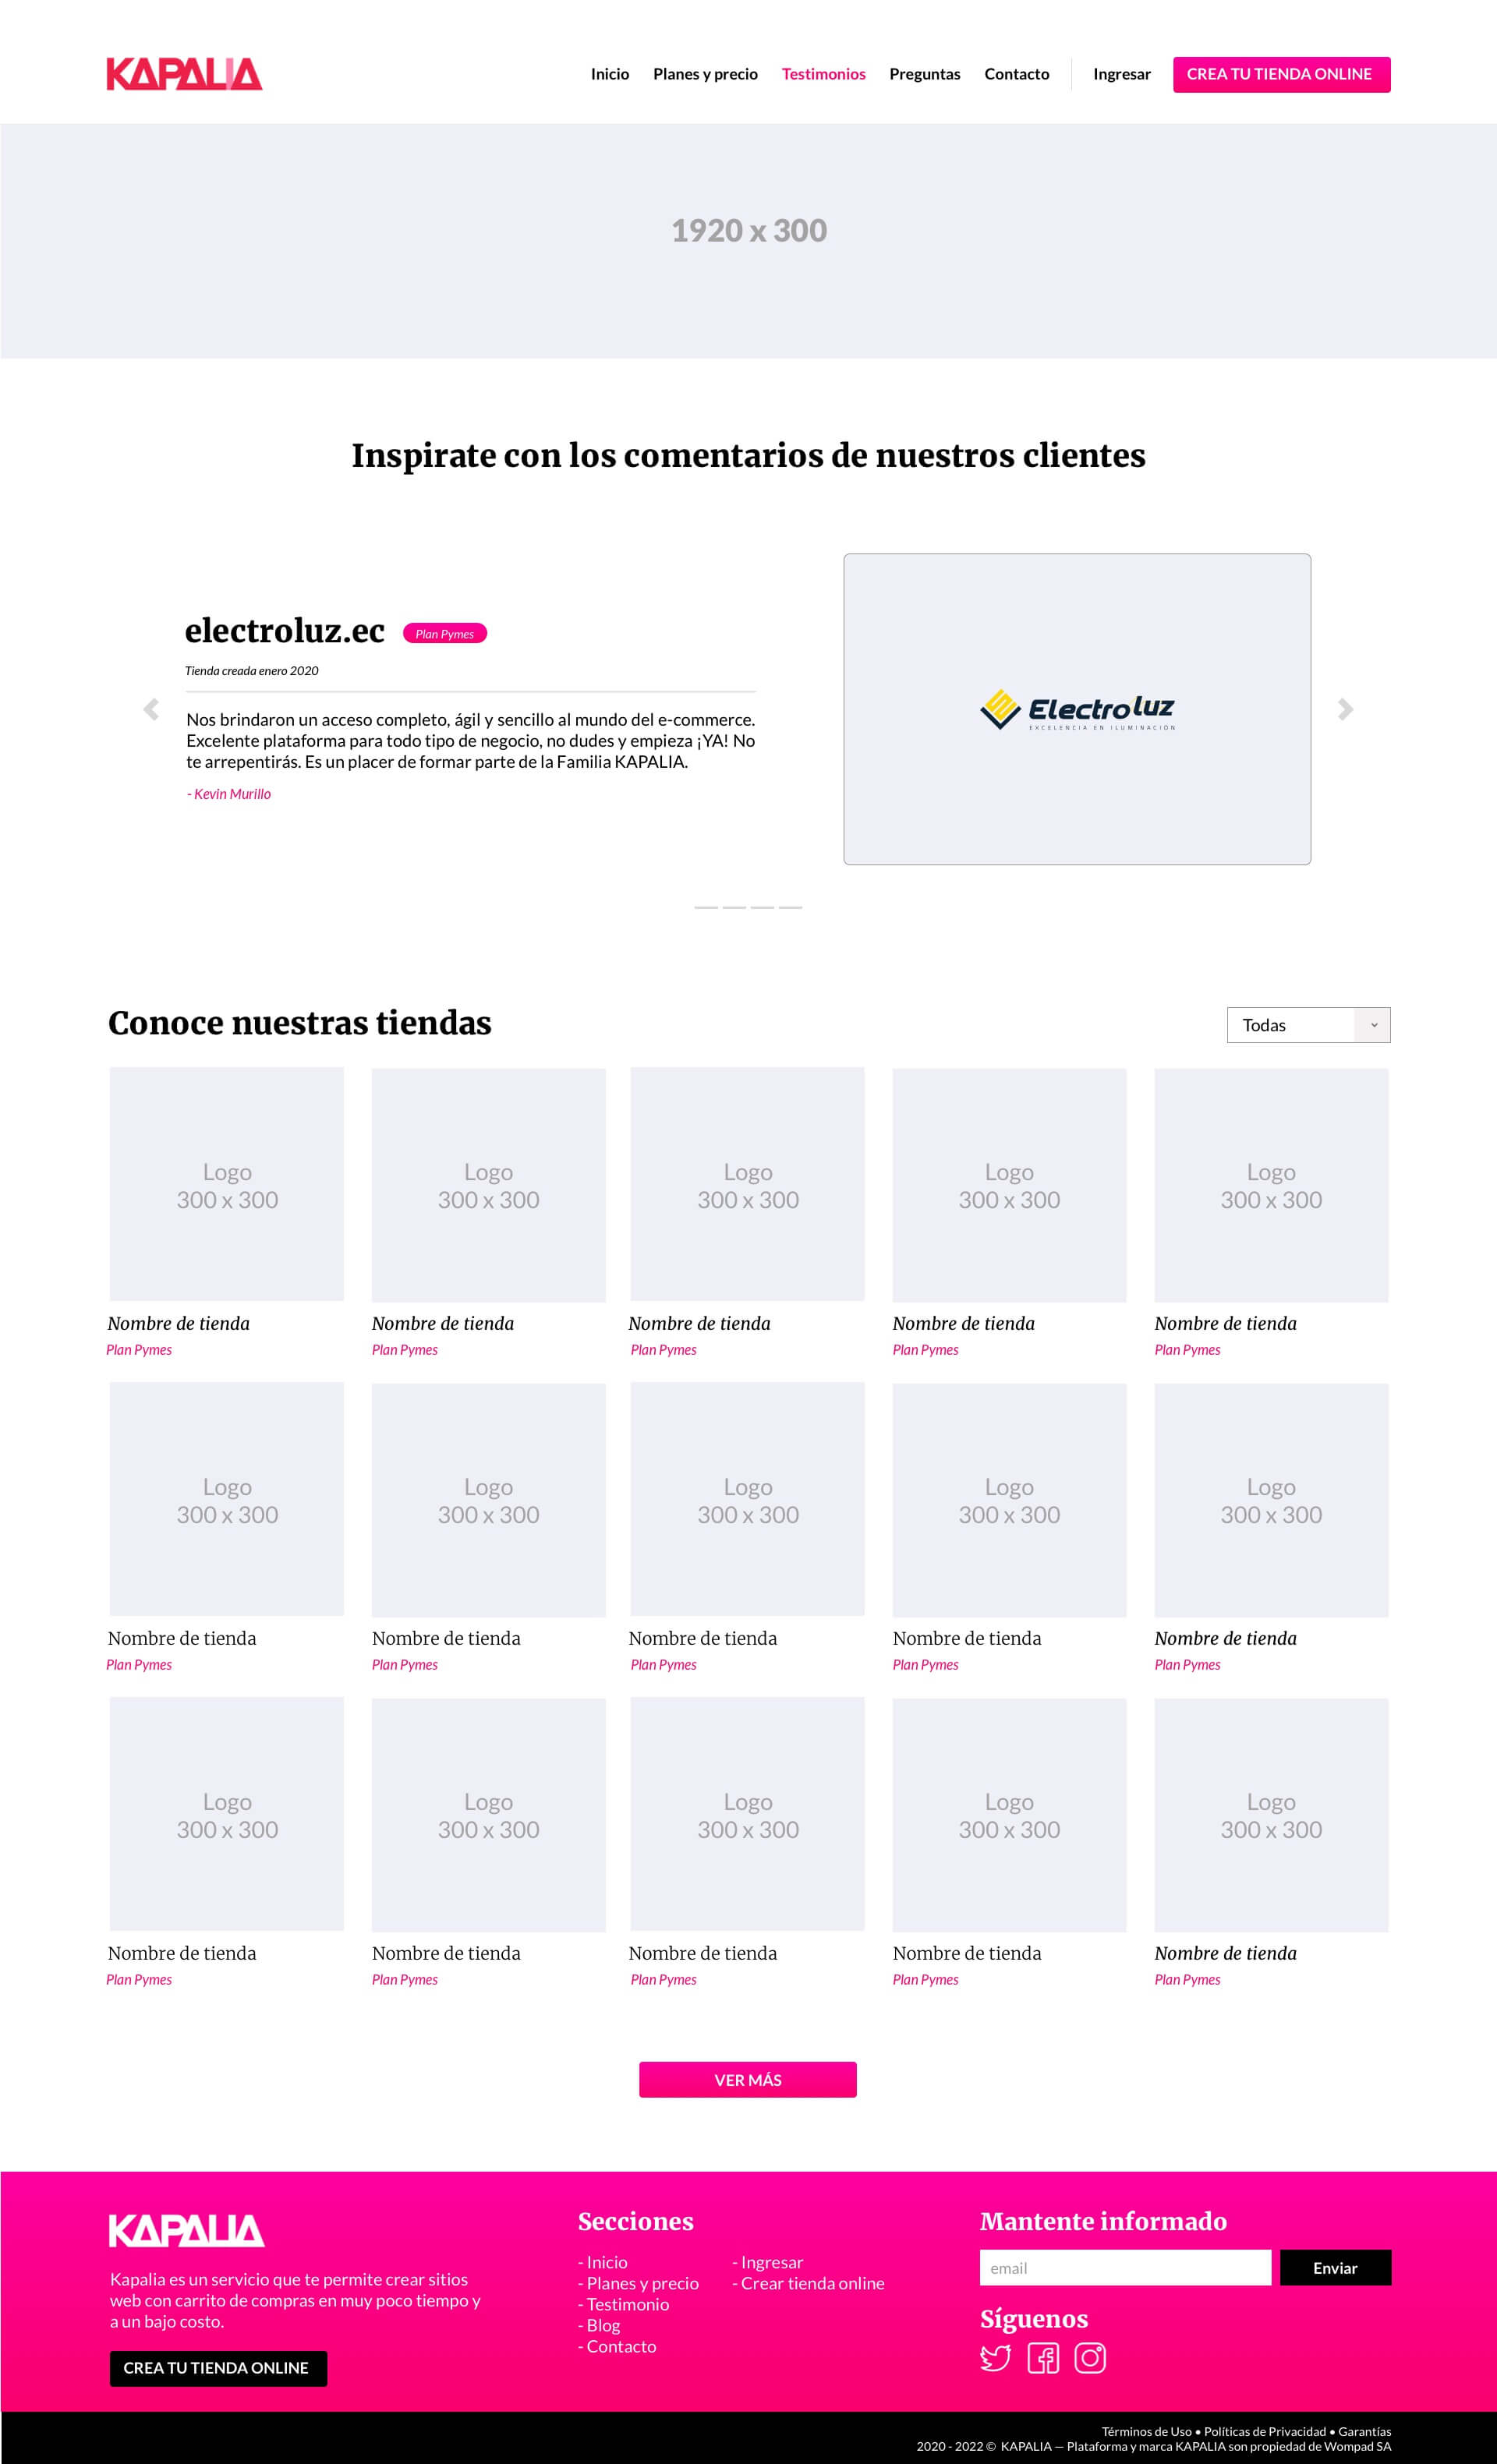 KAPALIA
Inicio Planes y precio Testimonios Preguntas Contacto Ingresar CREA TU TIENDA ONLINE
1920 x 300
Inspirate con los comentarios de nuestros clientes
electroluz.ec Plan Pymes
Tienda creada enero 2020
Nos brindaron un acceso completo, ágil y sencillo al mundo del e-commerce.
Excelente plataforma para todo tipo de negocio, no dudes y empieza ¡YA! No
te arrepentirás. Es un placer de formar parte de la Familia KAPALIA.
- Kevin Murillo
Electroluz
EXCELENCIA EN ILUMINACIÓN
Conoce nuestras tiendas
Todas
Logo Logo Logo Logo Logo
300 x 300 300 x 300 300 x 300 300 x 300 300 x 300
Nombre de tienda Nombre de tienda Nombre de tienda Nombre de tienda Nombre de tienda
Plan Pymes Plan Pymes Plan Pymes Plan Pymes Plan Pymes
Logo Logo Logo Logo Logo
300 x 300 300 x 300 300 x 300 300 x 300 300 x 300
Nombre de tienda Nombre de tienda Nombre de tienda Nombre de tienda Nombre de tienda
Plan Pymes Plan Pymes Plan Pymes Plan Pymes Plan Pymes
Logo Logo Logo Logo Logo
300 x 300 300 x 300 300 x 300 300 x 300 300 x 300
Nombre de tienda Nombre de tienda Nombre de tienda Nombre de tienda Nombre de tienda
Plan Pymes Plan Pymes Plan Pymes Plan Pymes Plan Pymes
VER MÁS
KAPALIA
Kapalia es un servicio que te permite crear sitios
web con carrito de compras en muy poco tiempo y
a un bajo costo.
CREA TU TIENDA ONLINE
Secciones
- Inicio
- Planes y precio
- Testimonio
- Blog
- Contacto
- Ingresar
- Crear tienda online
Mantente informado
email Enviar
Síguenos
Términos de Uso • Políticas de Privacidad • Garantías
2020 - 2022 © KAPALIA — Plataforma y marca KAPALIA son propiedad de Wompad SA